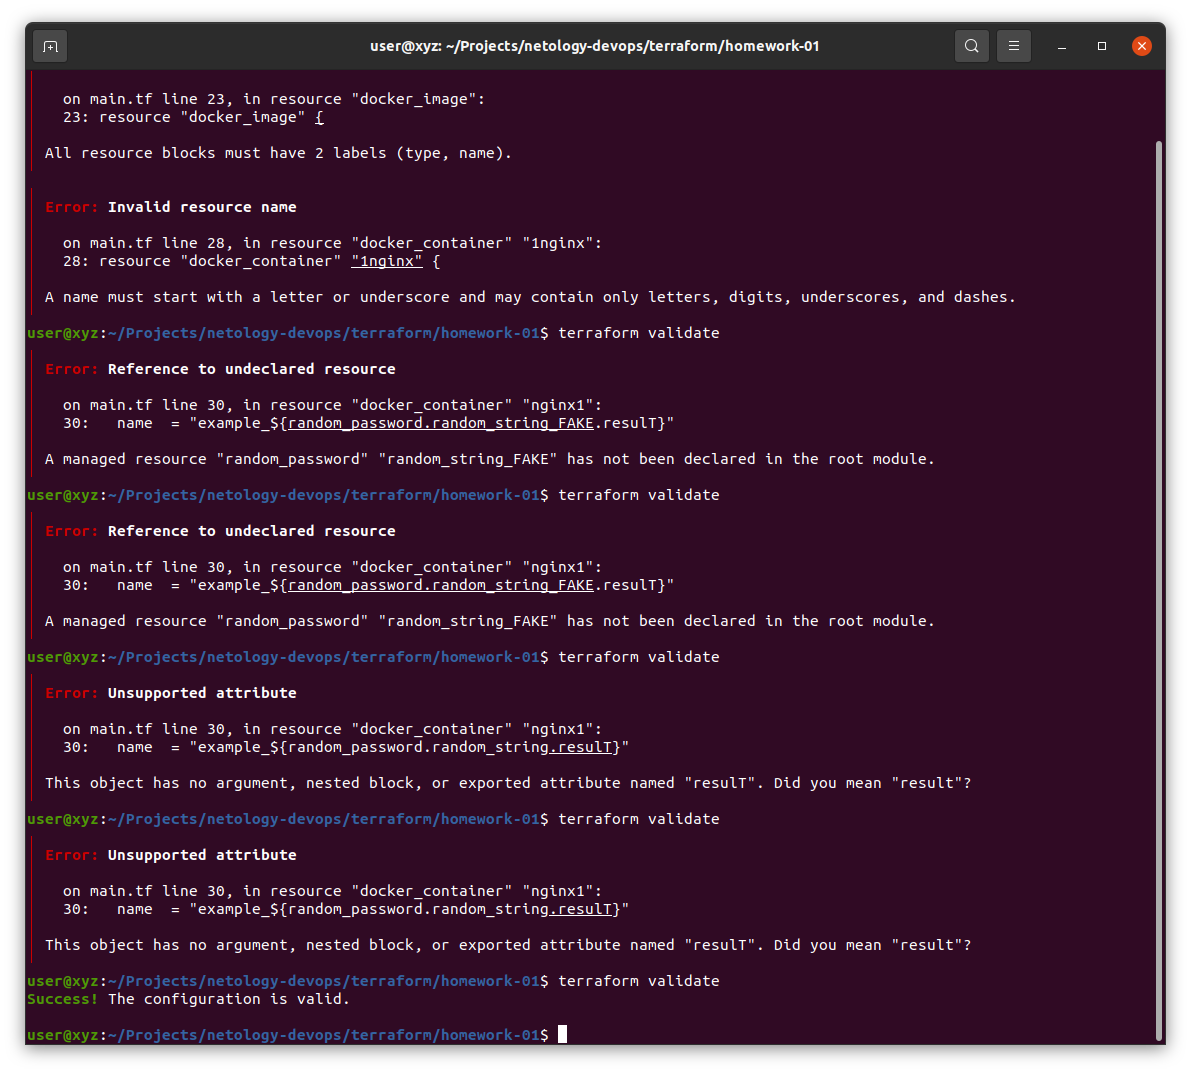 user@xyz: ~/Projects/netology-devops/terraform/homework-01
on main.tf line 23, in resource "docker_image":
23: resource "docker_image" {
All resource blocks must have 2 labels (type, name).
Error: Invalid resource name
on main.tf line 28, in resource "docker_container" "1nginx":
28: resource "docker_container" "1nginx" {
A name must start with a letter or underscore and may contain only letters, digits, underscores, and dashes.
user@xyz:~/Projects/netology-devops/terraform/homework-01$ terraform validate
Error: Reference to undeclared resource
on main.tf line 30, in resource "docker_container" "nginx1":
30:   name  = "example_${random_password.random_string_FAKE.resulT}"
A managed resource "random_password" "random_string_FAKE" has not been declared in the root module.
user@xyz:~/Projects/netology-devops/terraform/homework-01$ terraform validate
Error: Reference to undeclared resource
on main.tf line 30, in resource "docker_container" "nginx1":
30:   name  = "example_${random_password.random_string_FAKE.resulT}"
A managed resource "random_password" "random_string_FAKE" has not been declared in the root module.
user@xyz:~/Projects/netology-devops/terraform/homework-01$ terraform validate
Error: Unsupported attribute
on main.tf line 30, in resource "docker_container" "nginx1":
30:   name  = "example_${random_password.random_string.resulT}"
This object has no argument, nested block, or exported attribute named "resulT". Did you mean "result"?
user@xyz:~/Projects/netology-devops/terraform/homework-01$ terraform validate
Error: Unsupported attribute
on main.tf line 30, in resource "docker_container" "nginx1":
30:   name  = "example_${random_password.random_string.resulT}"
This object has no argument, nested block, or exported attribute named "resulT". Did you mean "result"?
user@xyz:~/Projects/netology-devops/terraform/homework-01$ terraform validate
Success! The configuration is valid.
user@xyz:~/Projects/netology-devops/terraform/homework-01$